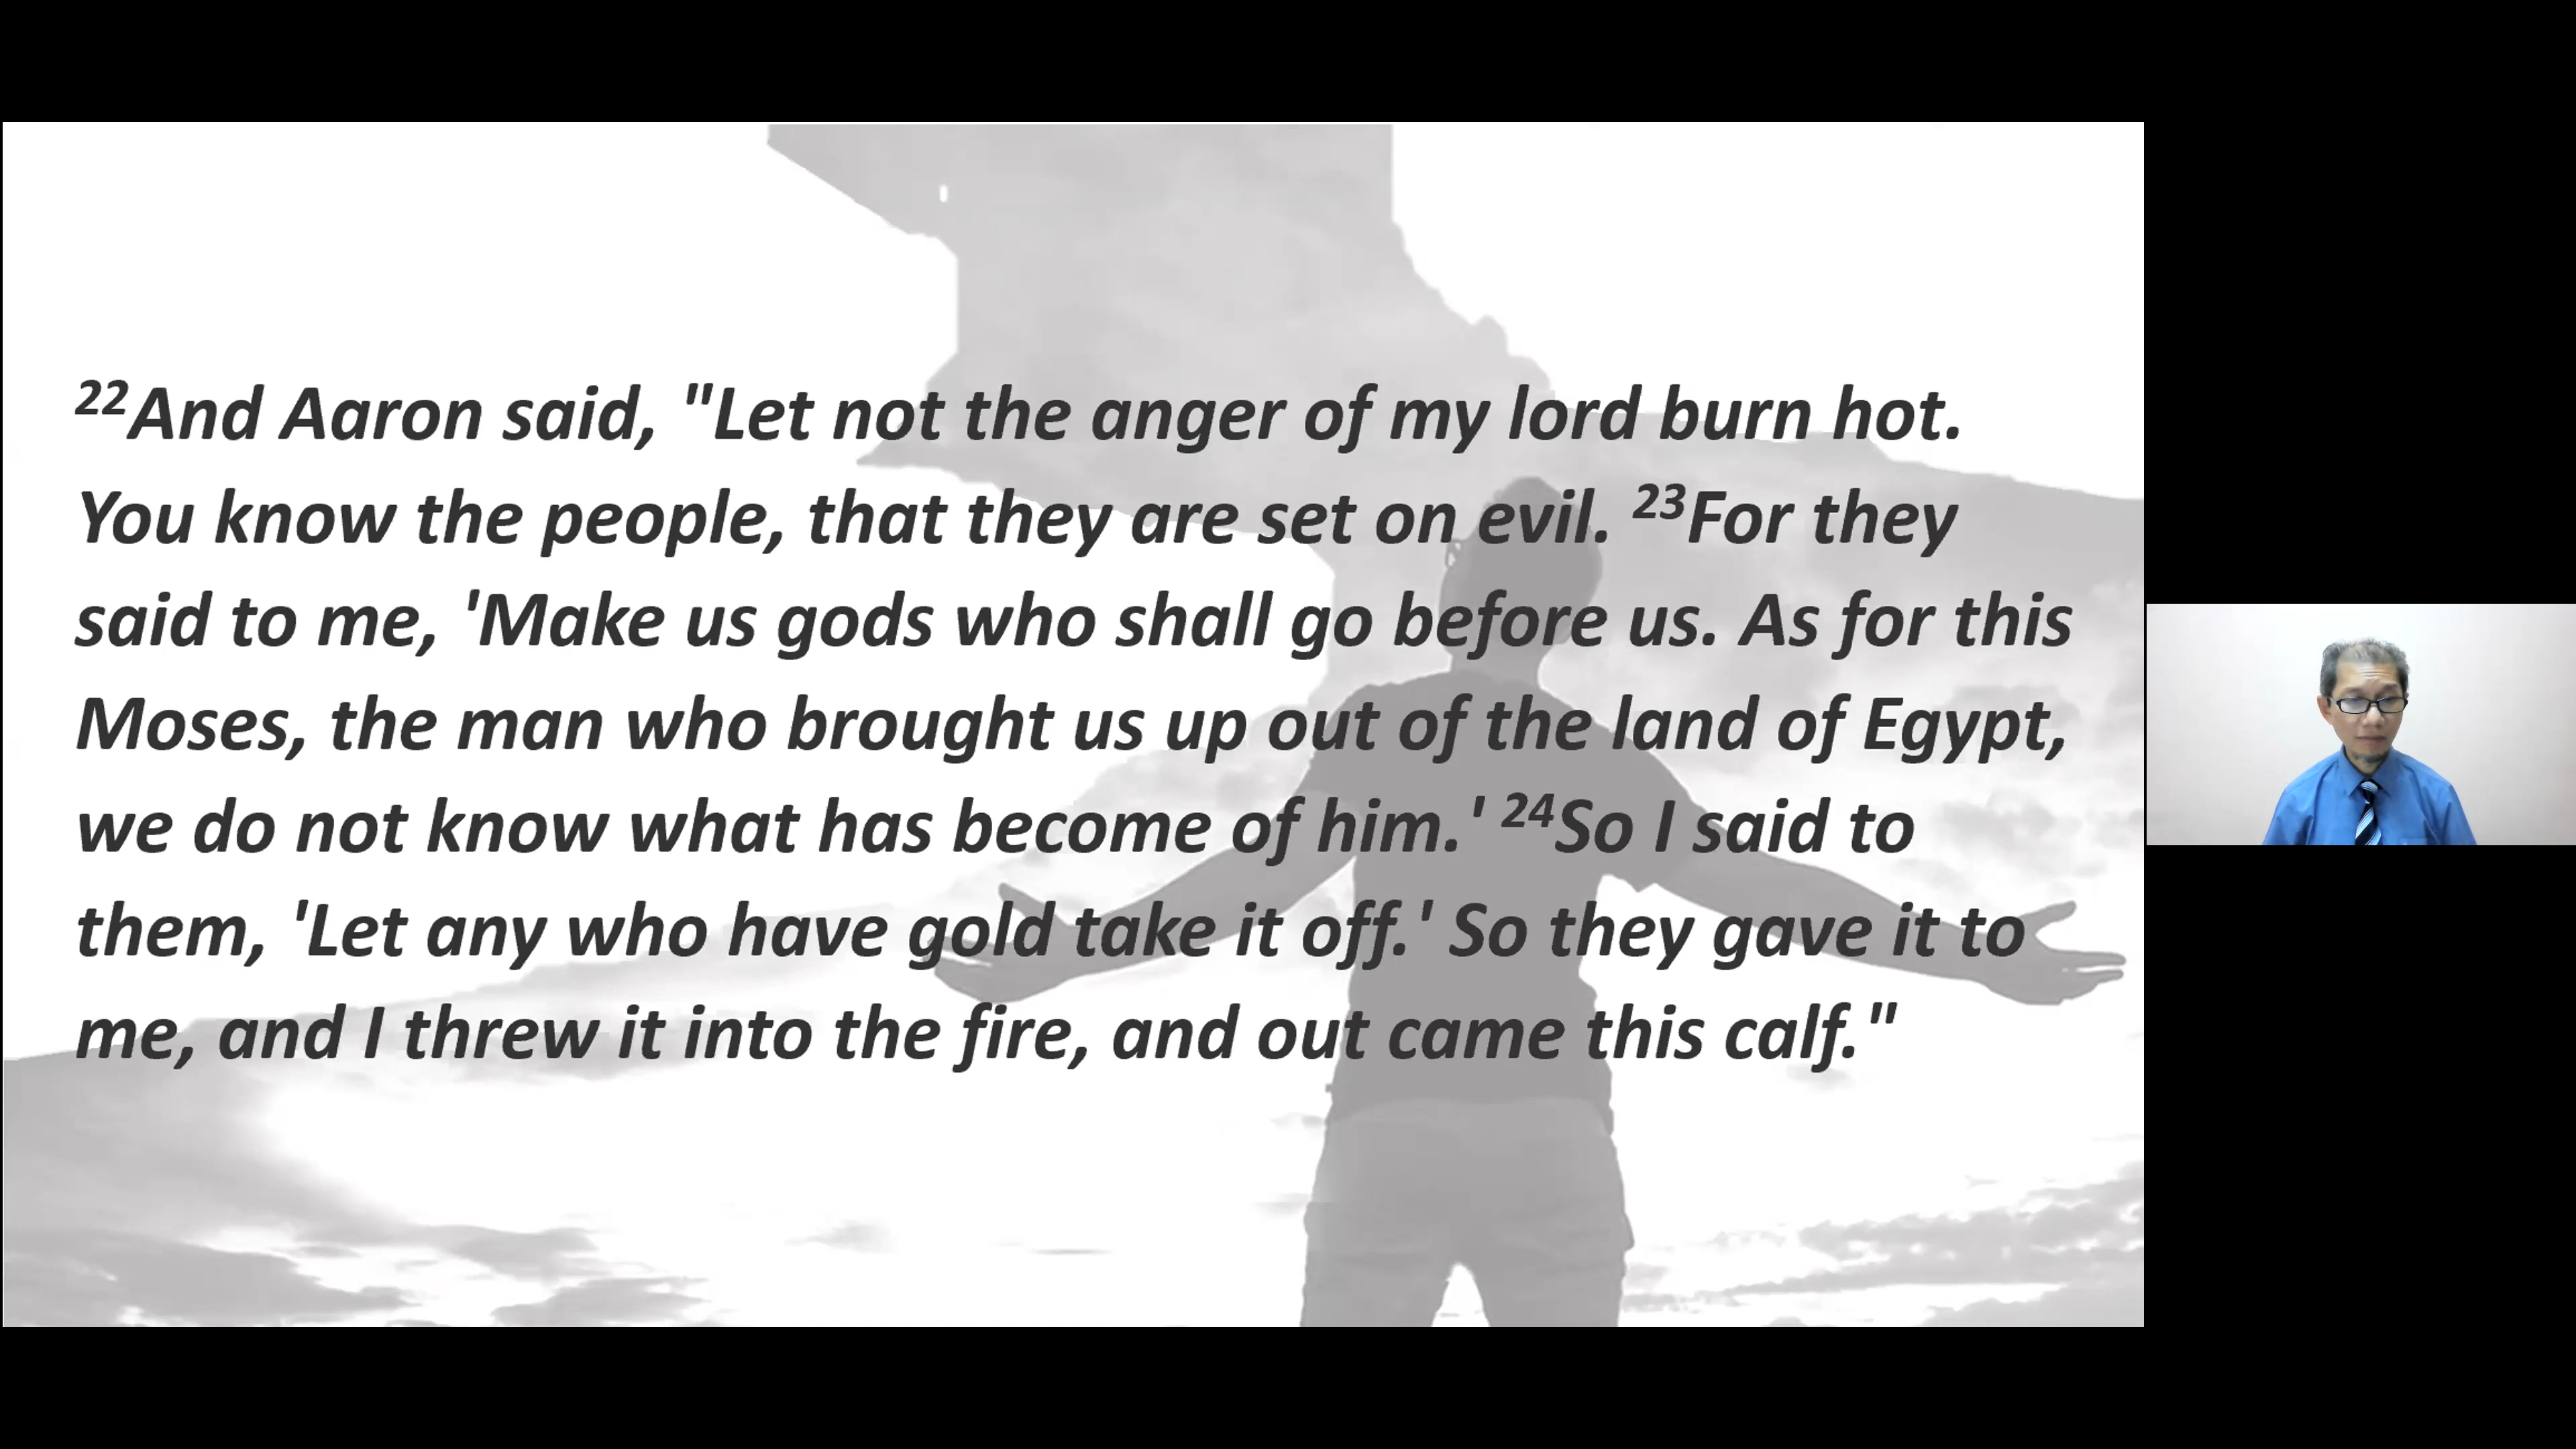 22And Aaron said, "Let not the anger of my lord burn hot.
You know the people, that they are set on evil. 23For they
said to me, 'Make us gods who shall go before us. As for this
Moses, the man who brought us up out of the land of Egypt,
we do not know what has become of him.' 24So I said to
them, 'Let any who have gold take it off.' So they gave it to
me, and I threw it into the fire, and out came this calf."